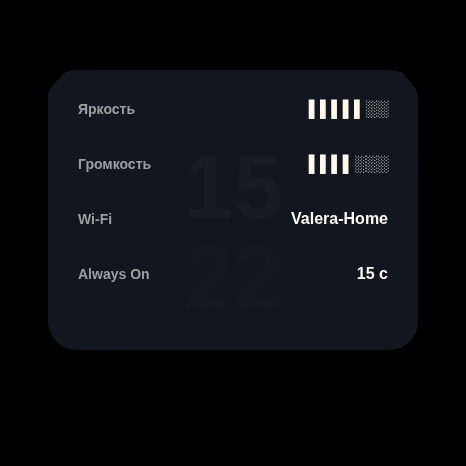 Яркость ▌▌▌▌▌░░
Громкость ▌▌▌▌░░░
15
Wi-Fi Valera-Home
22
Always On 15 с